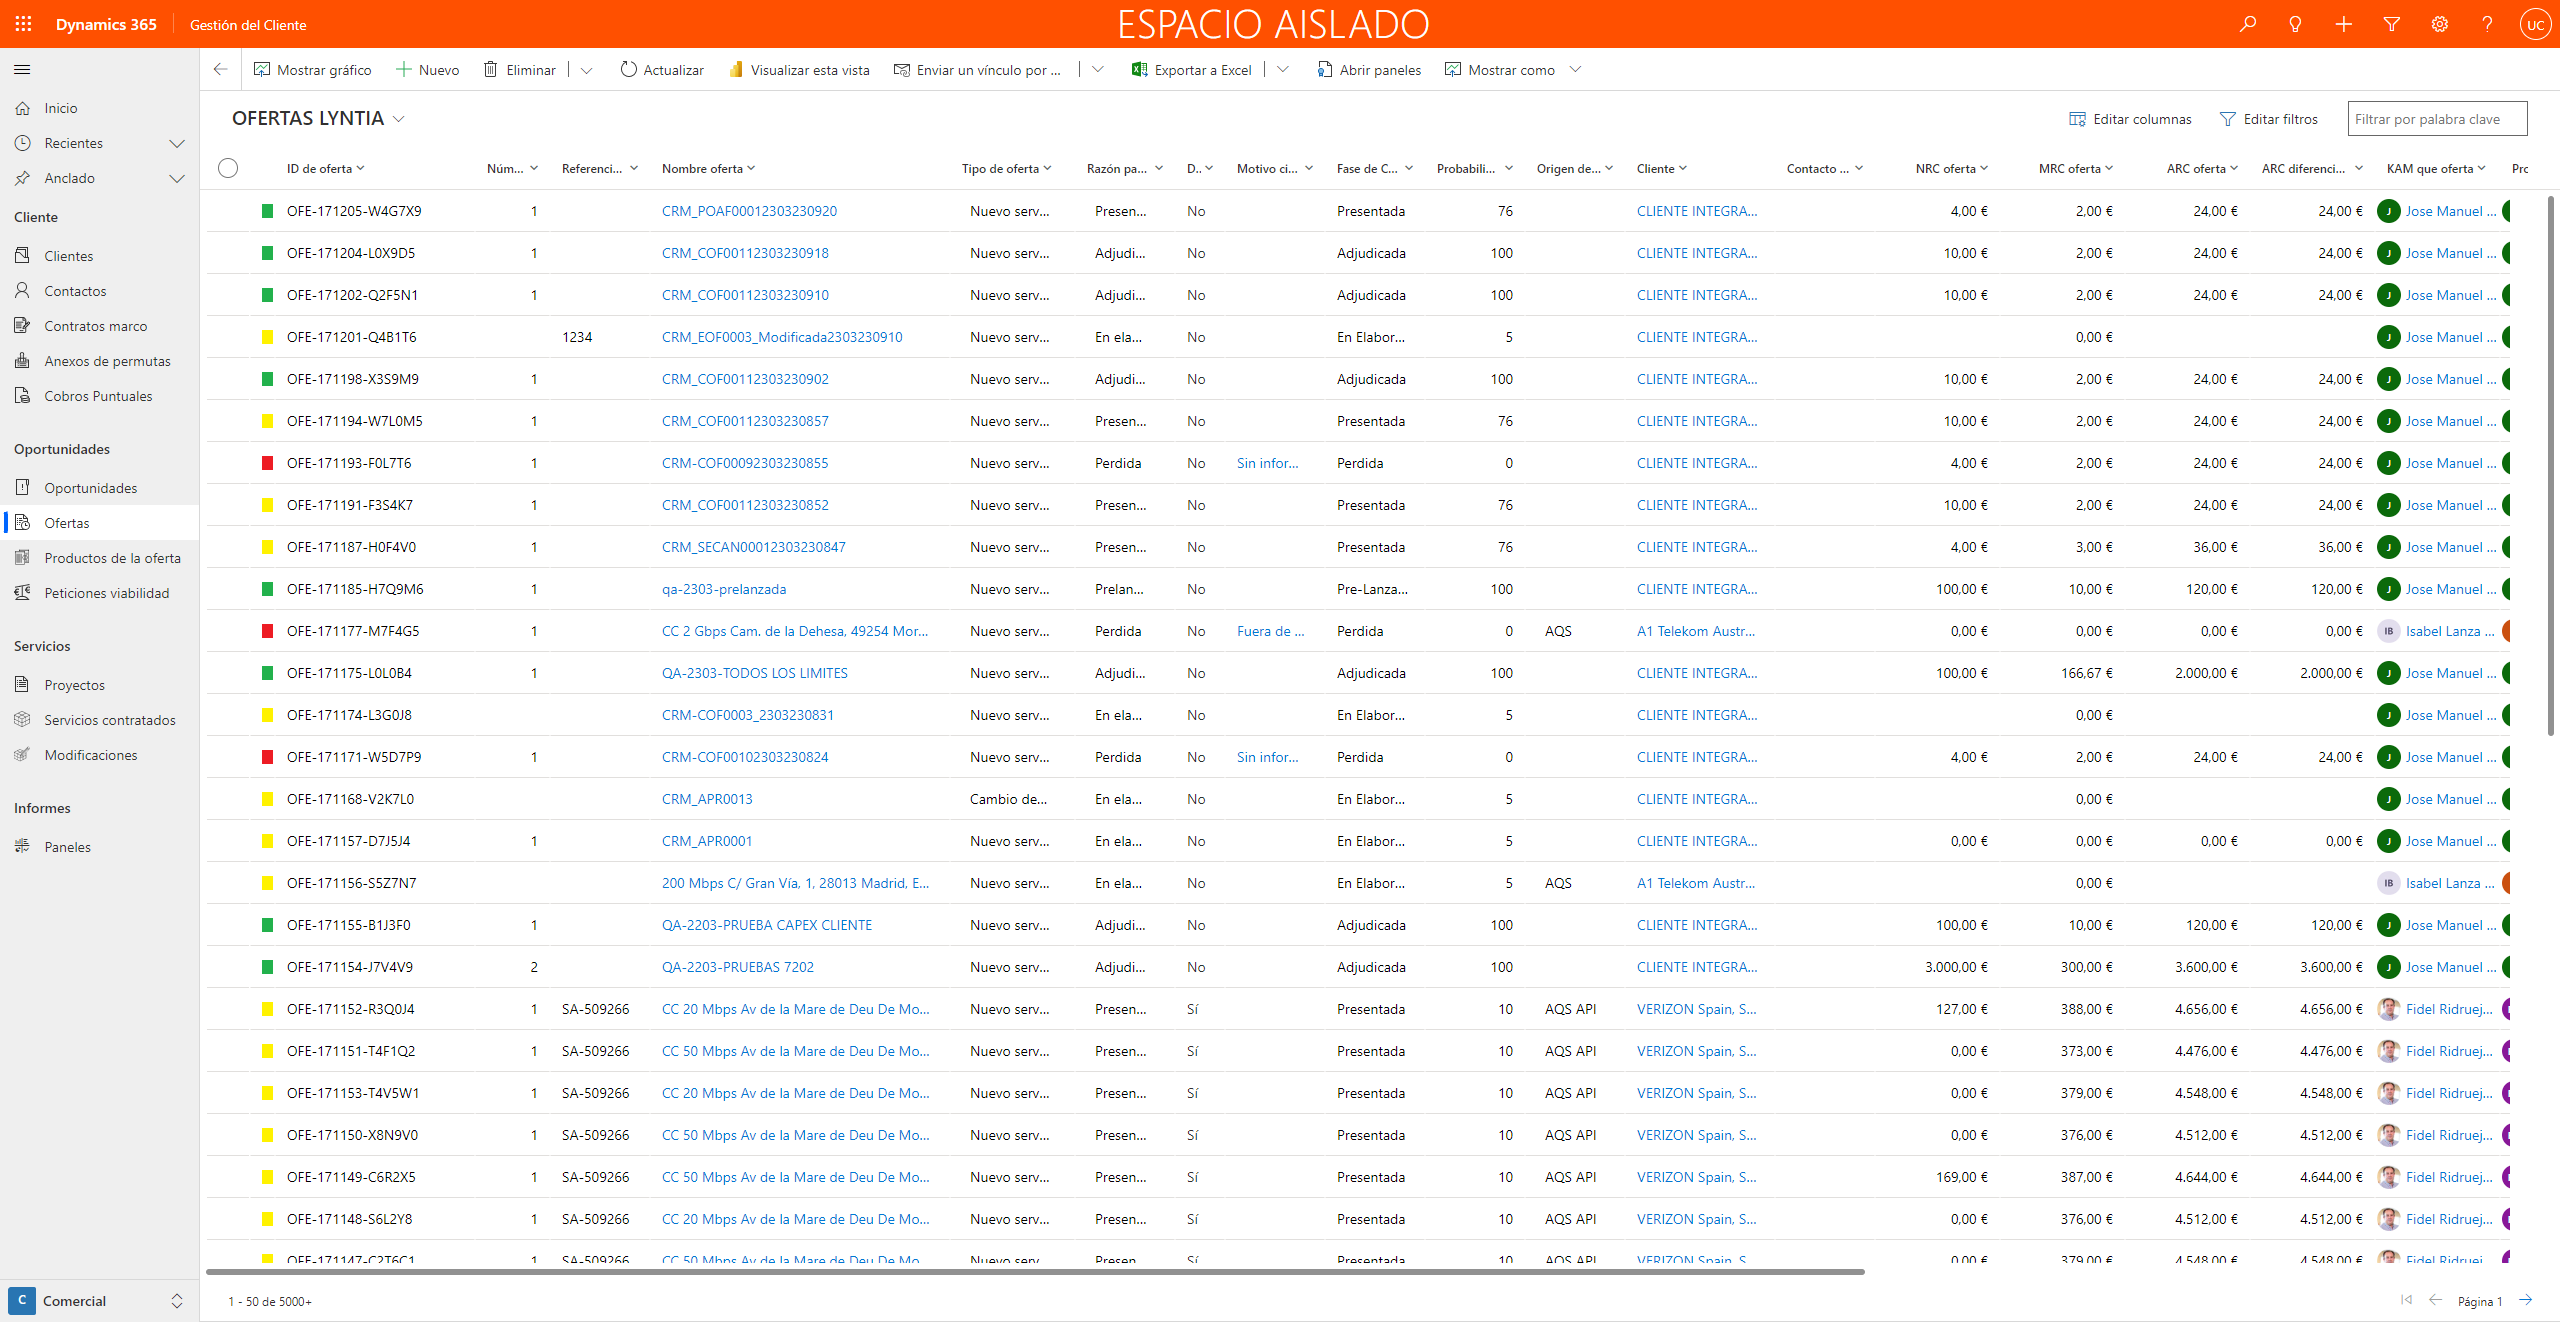 Dynamics 365 Gestión del Cliente ESPACIO AISLADO UC
Mostrar gráfico Nuevo Eliminar Actualizar Visualizar esta vista Enviar un vínculo por ... Exportar a Excel Abrir paneles Mostrar como
Inicio
Recientes
Anclado
Cliente
Clientes
Contactos
Contratos marco
Anexos de permutas
Cobros Puntuales
Oportunidades
Oportunidades
Ofertas
Productos de la oferta
Peticiones viabilidad
Servicios
Proyectos
Servicios contratados
Modificaciones
Informes
Paneles
C Comercial
OFERTAS LYNTIA Editar columnas Editar filtros Filtrar por palabra clave
ID de oferta Núm... Referenci... Nombre oferta Tipo de oferta Razón pa... D.. Motivo ci... Fase de C... Probabili... Origen de... Cliente Contacto ... NRC oferta MRC oferta ARC oferta ARC diferenci... KAM que oferta Prc
OFE-171205-W4G7X9 1 CRM_POAF00012303230920 Nuevo serv... Presen... No Presentada 76 CLIENTE INTEGRA... 4,00 € 2,00 € 24,00 € 24,00 € J Jose Manuel ...
OFE-171204-L0X9D5 1 CRM_COF00112303230918 Nuevo serv... Adjudi... No Adjudicada 100 CLIENTE INTEGRA... 10,00 € 2,00 € 24,00 € 24,00 € J Jose Manuel ...
OFE-171202-Q2F5N1 1 CRM_COF00112303230910 Nuevo serv... Adjudi... No Adjudicada 100 CLIENTE INTEGRA... 10,00 € 2,00 € 24,00 € 24,00 € J Jose Manuel ...
OFE-171201-Q4B1T6 1234 CRM_EOF0003_Modificada2303230910 Nuevo serv... En ela... No En Elabor... 5 CLIENTE INTEGRA... 0,00 € J Jose Manuel ...
OFE-171198-X3S9M9 1 CRM_COF00112303230902 Nuevo serv... Adjudi... No Adjudicada 100 CLIENTE INTEGRA... 10,00 € 2,00 € 24,00 € 24,00 € J Jose Manuel ...
OFE-171194-W7L0M5 1 CRM_COF00112303230857 Nuevo serv... Presen... No Presentada 76 CLIENTE INTEGRA... 10,00 € 2,00 € 24,00 € 24,00 € J Jose Manuel ...
OFE-171193-F0L7T6 1 CRM-COF00092303230855 Nuevo serv... Perdida No Sin infor... Perdida 0 CLIENTE INTEGRA... 4,00 € 2,00 € 24,00 € 24,00 € J Jose Manuel ...
OFE-171191-F3S4K7 1 CRM_COF00112303230852 Nuevo serv... Presen... No Presentada 76 CLIENTE INTEGRA... 10,00 € 2,00 € 24,00 € 24,00 € J Jose Manuel ...
OFE-171187-H0F4V0 1 CRM_SECAN00012303230847 Nuevo serv... Presen... No Presentada 76 CLIENTE INTEGRA... 4,00 € 3,00 € 36,00 € 36,00 € J Jose Manuel ...
OFE-171185-H7Q9M6 1 qa-2303-prelanzada Nuevo serv... Prelan... No Pre-Lanza... 100 CLIENTE INTEGRA... 100,00 € 10,00 € 120,00 € 120,00 € J Jose Manuel ...
OFE-171177-M7F4G5 1 CC 2 Gbps Cam. de la Dehesa, 49254 Mor... Nuevo serv... Perdida No Fuera de ... Perdida 0 AQS A1 Telekom Austr... 0,00 € 0,00 € 0,00 € 0,00 € IB Isabel Lanza ...
OFE-171175-L0L0B4 1 QA-2303-TODOS LOS LIMITES Nuevo serv... Adjudi... No Adjudicada 100 CLIENTE INTEGRA... 100,00 € 166,67 € 2.000,00 € 2.000,00 € J Jose Manuel ...
OFE-171174-L3G0J8 CRM-COF0003_2303230831 Nuevo serv... En ela... No En Elabor... 5 CLIENTE INTEGRA... 0,00 € J Jose Manuel ...
OFE-171171-W5D7P9 1 CRM-COF00102303230824 Nuevo serv... Perdida No Sin infor... Perdida 0 CLIENTE INTEGRA... 4,00 € 2,00 € 24,00 € 24,00 € J Jose Manuel ...
OFE-171168-V2K7L0 CRM_APR0013 Cambio de... En ela... No En Elabor... 5 CLIENTE INTEGRA... 0,00 € J Jose Manuel ...
OFE-171157-D7J5J4 1 CRM_APR0001 Nuevo serv... En ela... No En Elabor... 5 CLIENTE INTEGRA... 0,00 € 0,00 € 0,00 € 0,00 € J Jose Manuel ...
OFE-171156-S5Z7N7 200 Mbps C/ Gran Vía, 1, 28013 Madrid, E... Nuevo serv... En ela... No En Elabor... 5 AQS A1 Telekom Austr... 0,00 € IB Isabel Lanza ...
OFE-171155-B1J3F0 1 QA-2203-PRUEBA CAPEX CLIENTE Nuevo serv... Adjudi... No Adjudicada 100 CLIENTE INTEGRA... 100,00 € 10,00 € 120,00 € 120,00 € J Jose Manuel ...
OFE-171154-J7V4V9 2 QA-2203-PRUEBAS 7202 Nuevo serv... Adjudi... No Adjudicada 100 CLIENTE INTEGRA... 3.000,00 € 300,00 € 3.600,00 € 3.600,00 € J Jose Manuel ...
OFE-171152-R3Q0J4 1 SA-509266 CC 20 Mbps Av de la Mare de Deu De Mo... Nuevo serv... Presen... Sí Presentada 10 AQS API VERIZON Spain, S... 127,00 € 388,00 € 4.656,00 € 4.656,00 € Fidel Ridruej...
OFE-171151-T4F1Q2 1 SA-509266 CC 50 Mbps Av de la Mare de Deu De Mo... Nuevo serv... Presen... Sí Presentada 10 AQS API VERIZON Spain, S... 0,00 € 373,00 € 4.476,00 € 4.476,00 € Fidel Ridruej...
OFE-171153-T4V5W1 1 SA-509266 CC 20 Mbps Av de la Mare de Deu De Mo... Nuevo serv... Presen... Sí Presentada 10 AQS API VERIZON Spain, S... 0,00 € 379,00 € 4.548,00 € 4.548,00 € Fidel Ridruej...
OFE-171150-X8N9V0 1 SA-509266 CC 50 Mbps Av de la Mare de Deu De Mo... Nuevo serv... Presen... Sí Presentada 10 AQS API VERIZON Spain, S... 0,00 € 376,00 € 4.512,00 € 4.512,00 € Fidel Ridruej...
OFE-171149-C6R2X5 1 SA-509266 CC 50 Mbps Av de la Mare de Deu De Mo... Nuevo serv... Presen... Sí Presentada 10 AQS API VERIZON Spain, S... 169,00 € 387,00 € 4.644,00 € 4.644,00 € Fidel Ridruej...
OFE-171148-S6L2Y8 1 SA-509266 CC 20 Mbps Av de la Mare de Deu De Mo... Nuevo serv... Presen... Sí Presentada 10 AQS API VERIZON Spain, S... 0,00 € 376,00 € 4.512,00 € 4.512,00 € Fidel Ridruej...
OFE-171147-C2T6C1 1 SA-509266 CC 50 Mbps Av de la Mare de Deu De Mo... Nuevo serv... Presen... Sí Presentada 10 AQS API VERIZON Spain, S... 0,00 € 379,00 € 4.548,00 € 4.548,00 € Fidel Ridruej...
1 - 50 de 5000+ Página 1